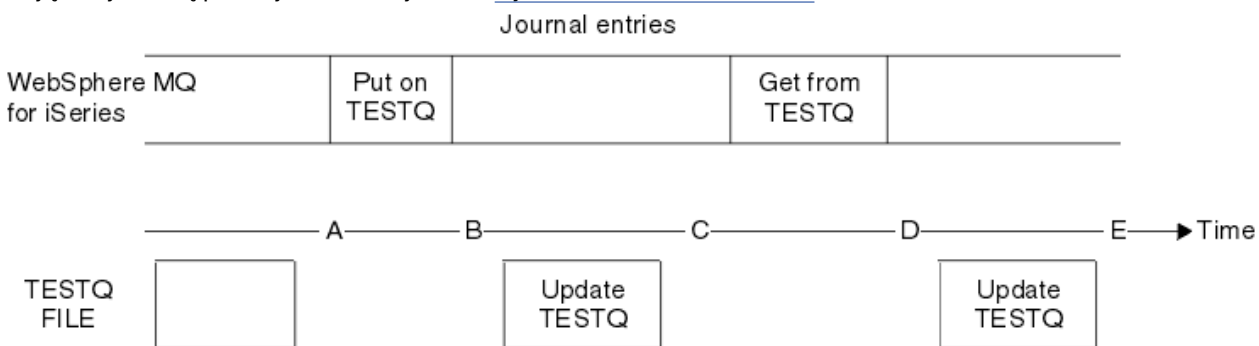 Journal entries
WebSphere MQ
for iSeries
Put on
TESTQ
Get from
TESTQ
A B C D E Time
TESTQ
FILE
Update
TESTQ
Update
TESTQ